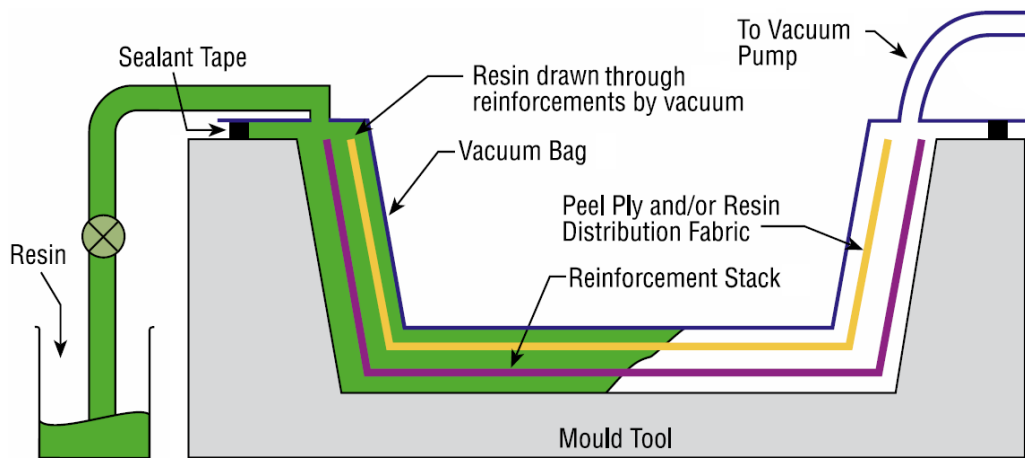 To Vacuum
Pump
Sealant Tape
Resin drawn through
reinforcements by vacuum
Vacuum Bag
Peel Ply and/or Resin
Distribution Fabric
Resin
Reinforcement Stack
Mould Tool